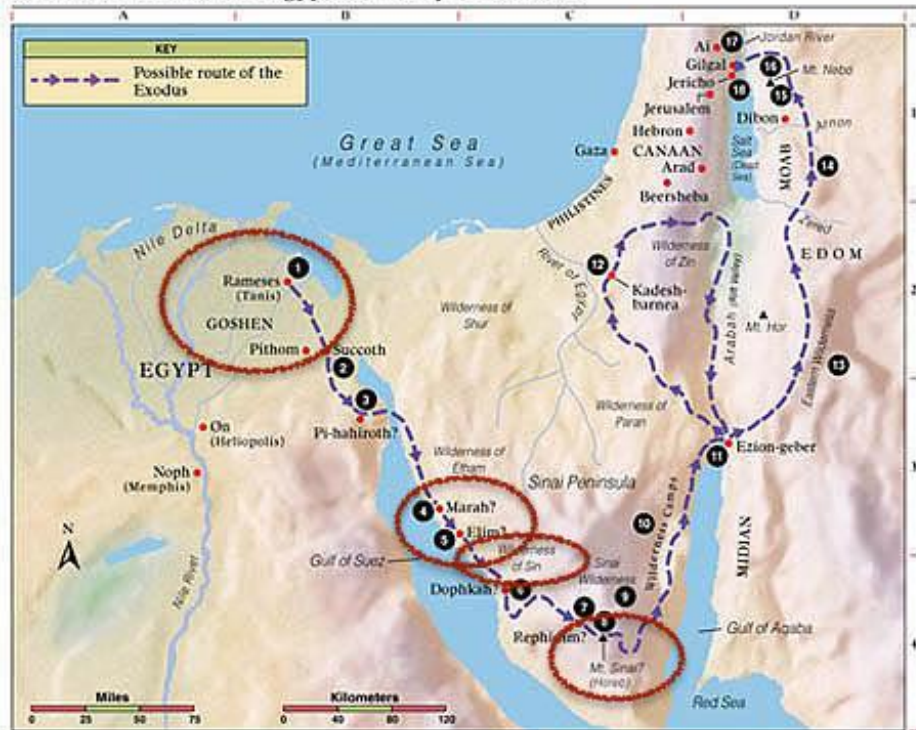 A B C D
KEY
Possible route of the
Exodus
Great Sea
(Mediterranean Sea)
Ai
17
Jordan River
Gilgal
16
Mt. Nebo
Jericho
18
15
Jerusalem
Dibon
Arnon
Hebron
Salt
Sea
(Dead
Sea)
MOAB
Gaza
CANAAN
14
Arad
Beersheba
PHILISTINES
Zered
Nile Delta
River of Egypt
12
Wilderness
of Zin
EDOM
1
Rameses
(Tanis)
Kadesh-
barnea
Arabah (Rift Valley)
Wilderness of
Shur
Mt. Hor
GOSHEN
Pithom
Succoth
EGYPT
2
13
Eastern Wilderness
3
Pi-hahiroth?
Wilderness of
Paran
On
(Heliopolis)
11
Ezion-geber
Wilderness of
Etham
Noph
(Memphis)
Sinai Peninsula
4
Marah?
10
Wilderness Camps
MIDIAN
N
5
Elim?
Gulf of Suez
Wilderness
of Sin
Sinai
Wilderness
Nile River
Dophkah?
6
7
9
8
Rephidim?
Gulf of Aqaba
Mt. Sinai?
(Horeb)
Miles
0 25 50 75
Kilometers
0 40 80 120
Red Sea